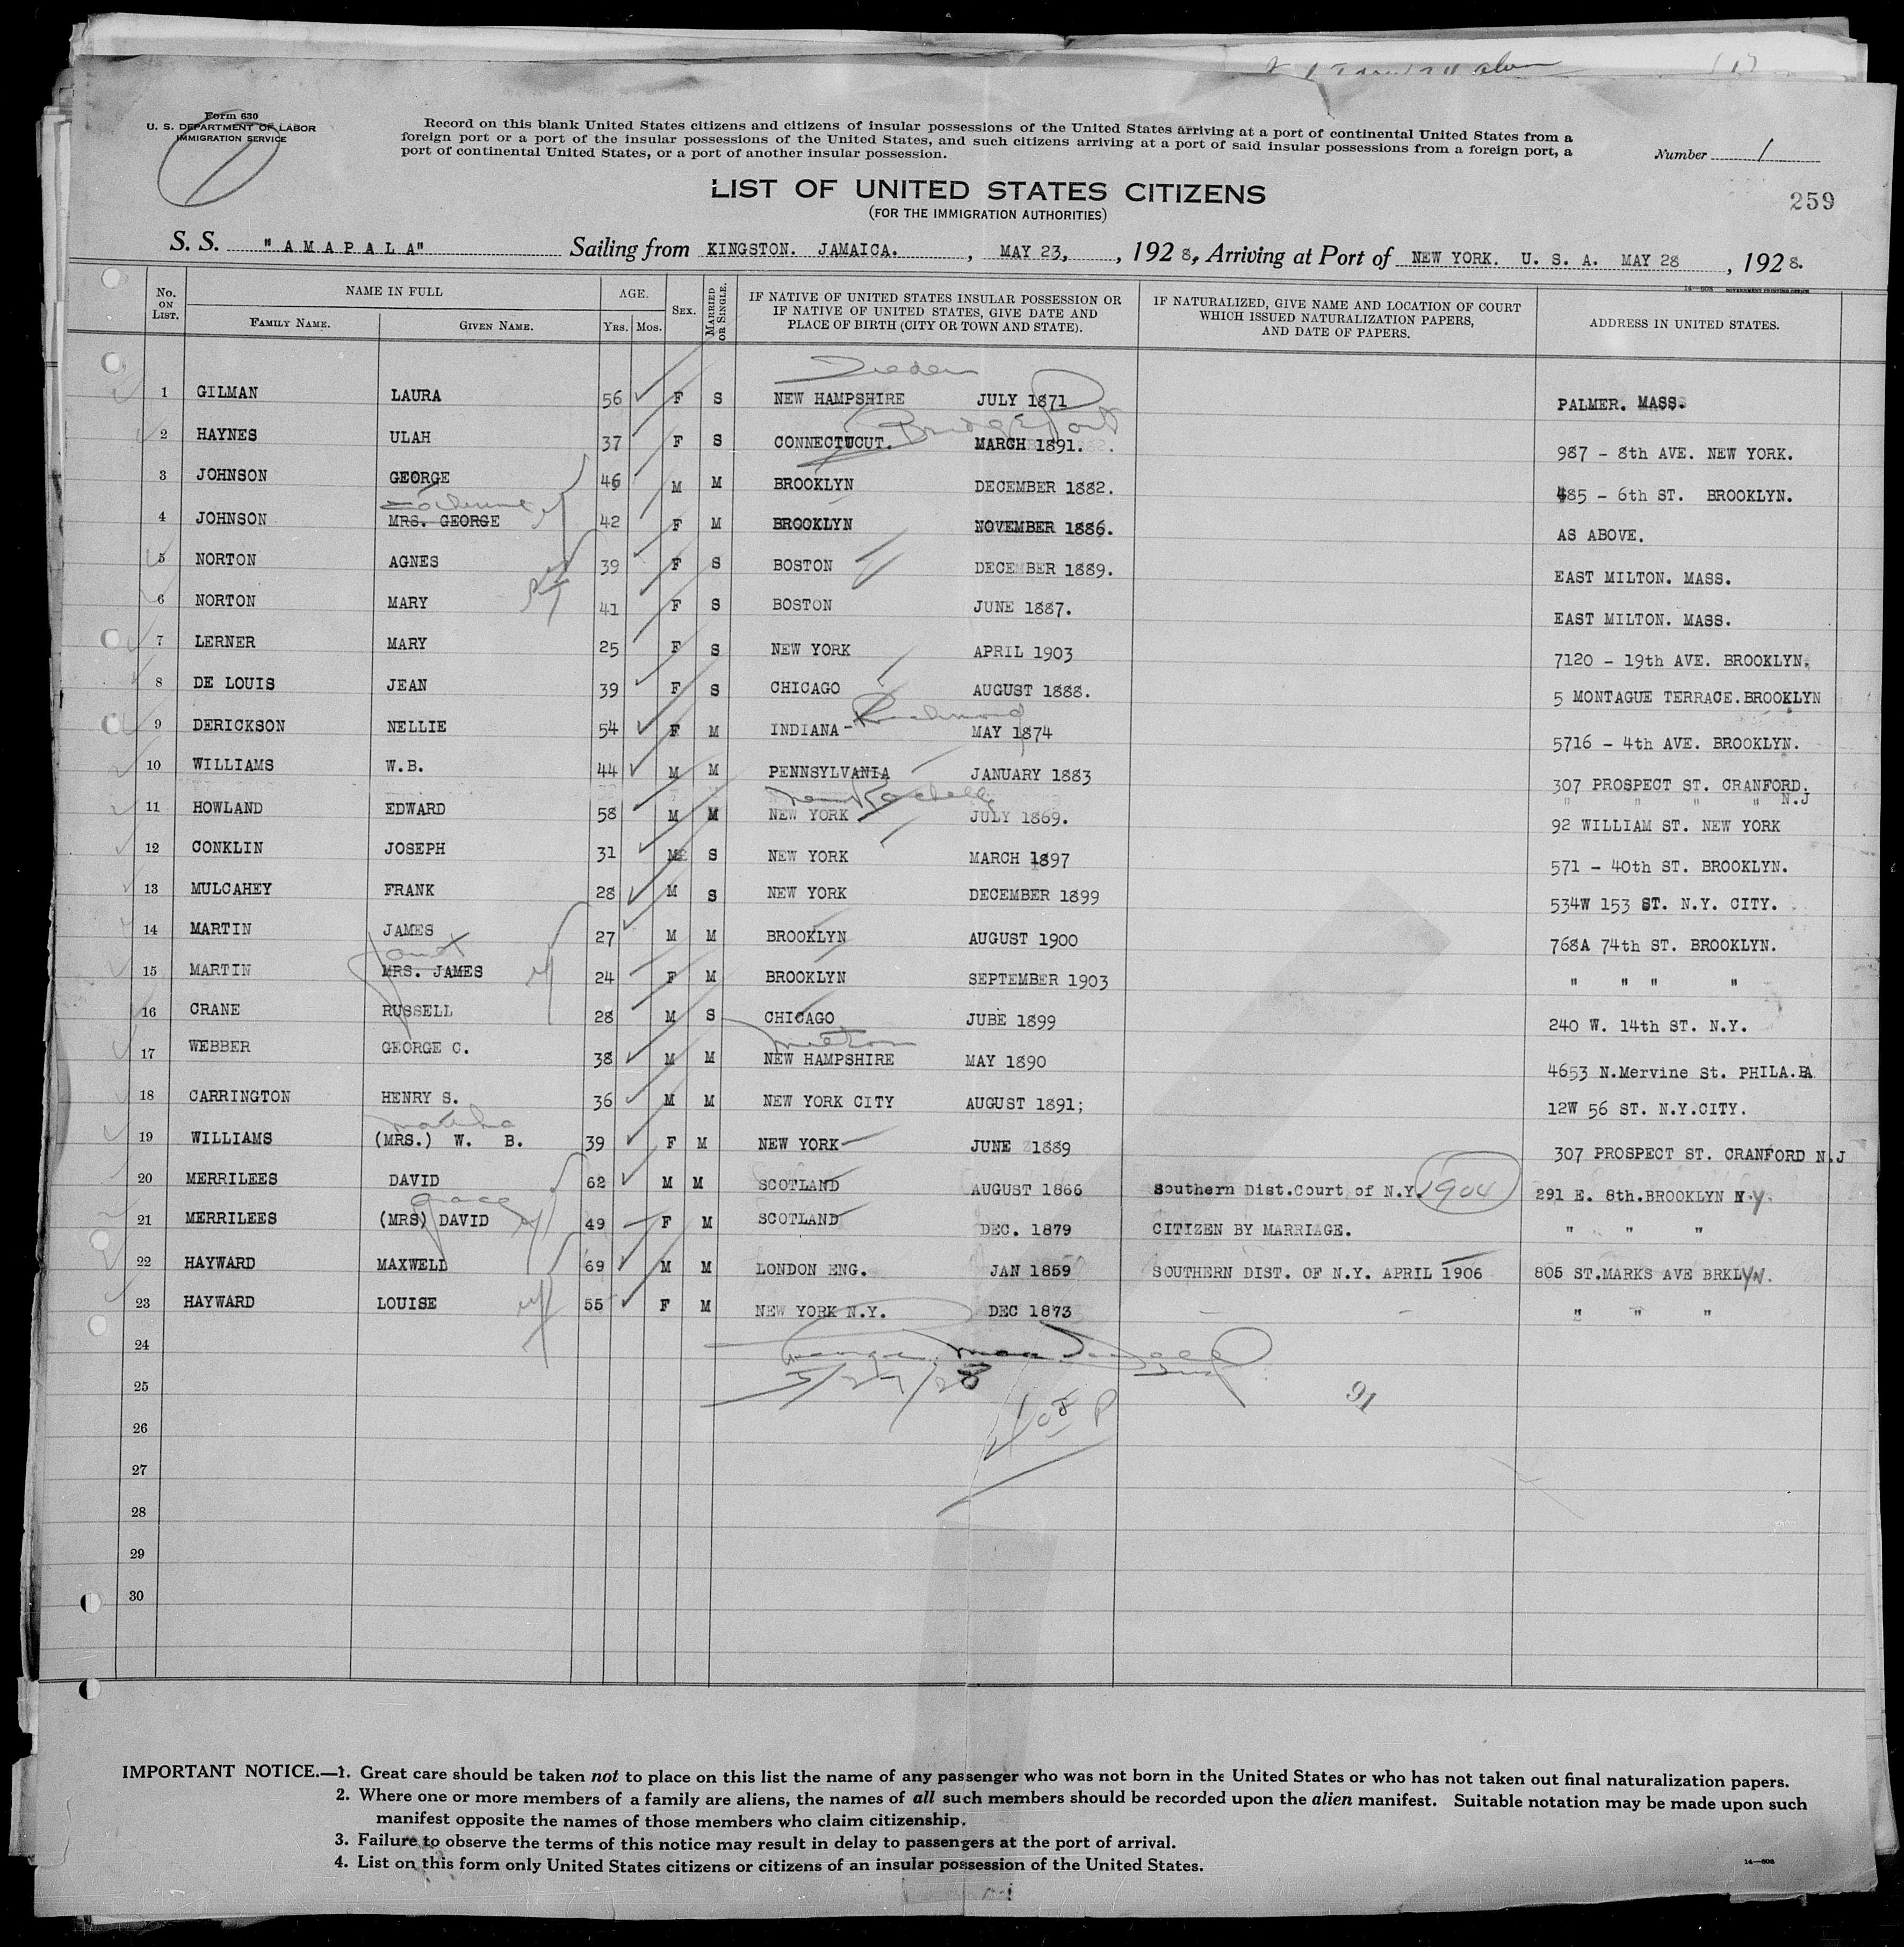 Form 630
U. S. DEPARTMENT OF LABOR
IMMIGRATION SERVICE
Record on this blank United States citizens and citizens of insular possessions of the United States arriving at a port of continental United States from a
foreign port or a port of the insular possessions of the United States, and such citizens arriving at a port of said insular possessions from a foreign port, a
port of continental United States, or a port of another insular possession.
Number 1
LIST OF UNITED STATES CITIZENS
(FOR THE IMMIGRATION AUTHORITIES)
259
S. S. "AMAPALA" Sailing from KINGSTON. JAMAICA. , MAY 23, , 192 8, Arriving at Port of NEW YORK. U. S. A. MAY 28 , 192 8.
14—608 GOVERNMENT PRINTING OFFICE
No. ON LIST. NAME IN FULL FAMILY NAME. GIVEN NAME. AGE. YRS. MOS. SEX. MARRIED OR SINGLE. IF NATIVE OF UNITED STATES INSULAR POSSESSION OR IF NATIVE OF UNITED STATES, GIVE DATE AND PLACE OF BIRTH (CITY OR TOWN AND STATE). IF NATURALIZED, GIVE NAME AND LOCATION OF COURT WHICH ISSUED NATURALIZATION PAPERS, AND DATE OF PAPERS. ADDRESS IN UNITED STATES.
1 GILMAN LAURA 56 F S NEW HAMPSHIRE JULY 1871 PALMER. MASS.
Bridgeport
2 HAYNES ULAH 37 F S CONNECTUCUT. MARCH 1891. 987 - 8th AVE. NEW YORK.
3 JOHNSON GEORGE 46 M M BROOKLYN DECEMBER 1882. 485 - 6th ST. BROOKLYN.
Catherine
4 JOHNSON MRS. GEORGE 42 F M BROOKLYN NOVEMBER 1886. AS ABOVE.
5 NORTON AGNES 39 F S BOSTON DECEMBER 1889. EAST MILTON. MASS.
6 NORTON MARY 41 F S BOSTON JUNE 1887. EAST MILTON. MASS.
7 LERNER MARY 25 F S NEW YORK APRIL 1903 7120 - 19th AVE. BROOKLYN.
8 DE LOUIS JEAN 39 F S CHICAGO AUGUST 1888. 5 MONTAGUE TERRACE.BROOKLYN
9 DERICKSON NELLIE 54 F M INDIANA- Richmond MAY 1874 5716 - 4th AVE. BROOKLYN.
10 WILLIAMS W.B. 44 M M PENNSYLVANIA JANUARY 1883 307 PROSPECT ST. CRANFORD.
" " " " N.J
New Rochelle
11 HOWLAND EDWARD 58 M M NEW YORK JULY 1869. 92 WILLIAM ST. NEW YORK
12 CONKLIN JOSEPH 31 M S NEW YORK MARCH 1897 571 - 40th ST. BROOKLYN.
13 MULCAHEY FRANK 28 M S NEW YORK DECEMBER 1899 534W 153 ST. N.Y. CITY.
14 MARTIN JAMES 27 M M BROOKLYN AUGUST 1900 768A 74th ST. BROOKLYN.
Janet
15 MARTIN MRS. JAMES 24 F M BROOKLYN SEPTEMBER 1903 " " " "
16 CRANE RUSSELL 28 M S CHICAGO JUBE 1899 240 W. 14th ST. N.Y.
Milton
17 WEBBER GEORGE C. 38 M M NEW HAMPSHIRE MAY 1890 4653 N.Mervine St. PHILA.PA
18 CARRINGTON HENRY S. 36 M M NEW YORK CITY AUGUST 1891; 12W 56 ST. N.Y.CITY.
19 WILLIAMS (MRS.) W. B. 39 F M NEW YORK JUNE 1889 307 PROSPECT ST. CRANFORD N.J
20 MERRILEES DAVID 62 M M SCOTLAND AUGUST 1866 Southern Dist.Court of N.Y. 1904 291 E. 8th.BROOKLYN N.Y.
Grace
21 MERRILEES (MRS) DAVID 49 F M SCOTLAND DEC. 1879 CITIZEN BY MARRIAGE. " " "
22 HAYWARD MAXWELL 69 M M LONDON ENG. JAN 1859 SOUTHERN DIST. OF N.Y. APRIL 1906 805 ST.MARKS AVE BRKLYN.
23 HAYWARD LOUISE 55 F M NEW YORK N.Y. DEC 1873 - - " " "
24
25 91
26
27
28
29
30
IMPORTANT NOTICE.—1. Great care should be taken not to place on this list the name of any passenger who was not born in the United States or who has not taken out final naturalization papers.
2. Where one or more members of a family are aliens, the names of all such members should be recorded upon the alien manifest. Suitable notation may be made upon such
manifest opposite the names of those members who claim citizenship.
3. Failure to observe the terms of this notice may result in delay to passengers at the port of arrival.
4. List on this form only United States citizens or citizens of an insular possession of the United States.
14—608